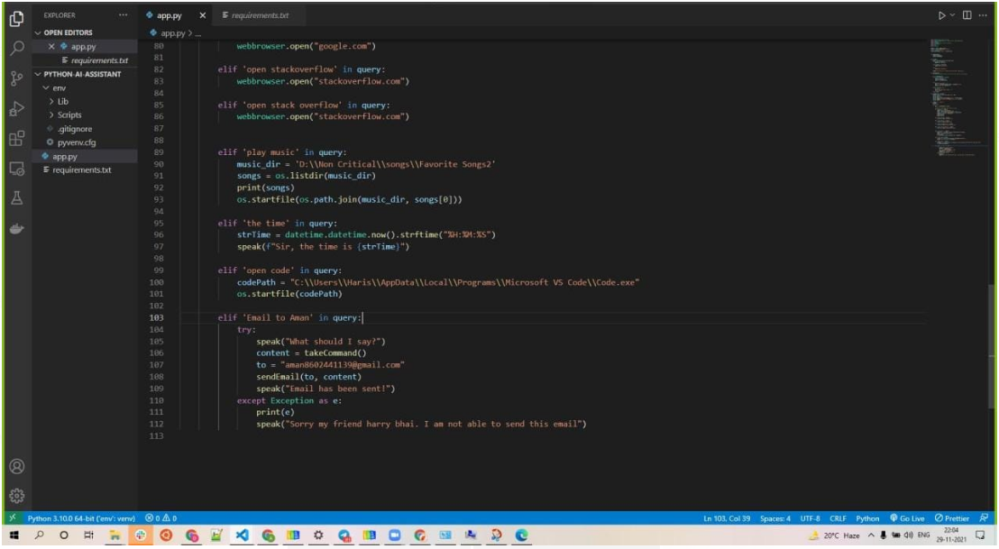 EXPLORER ···
app.py ×
requirements.txt
OPEN EDITORS
× app.py
requirements.txt
PYTHON-AI-ASSISTANT
env
Lib
Scripts
.gitignore
pyvenv.cfg
app.py
requirements.txt
app.py > ...
80 webbrowser.open("google.com")
81
82 elif 'open stackoverflow' in query:
83 webbrowser.open("stackoverflow.com")
84
85 elif 'open stack overflow' in query:
86 webbrowser.open("stackoverflow.com")
87
88
89 elif 'play music' in query:
90 music_dir = 'D:\\Non Critical\\songs\\Favorite Songs2'
91 songs = os.listdir(music_dir)
92 print(songs)
93 os.startfile(os.path.join(music_dir, songs[0]))
94
95 elif 'the time' in query:
96 strTime = datetime.datetime.now().strftime("%H:%M:%S")
97 speak(f"Sir, the time is {strTime}")
98
99 elif 'open code' in query:
100 codePath = "C:\\Users\\Haris\\AppData\\Local\\Programs\\Microsoft VS Code\\Code.exe"
101 os.startfile(codePath)
102
103 elif 'Email to Aman' in query:
104 try:
105 speak("What should I say?")
106 content = takeCommand()
107 to = "aman8602441139@gmail.com"
108 sendEmail(to, content)
109 speak("Email has been sent!")
110 except Exception as e:
111 print(e)
112 speak("Sorry my friend harry bhai. I am not able to send this email")
113
Python 3.10.0 64-bit ('env': venv) 0 0
Ln 103, Col 39 Spaces: 4 UTF-8 CRLF Python Go Live Prettier
20°C Haze ENG 22:04
29-11-2021